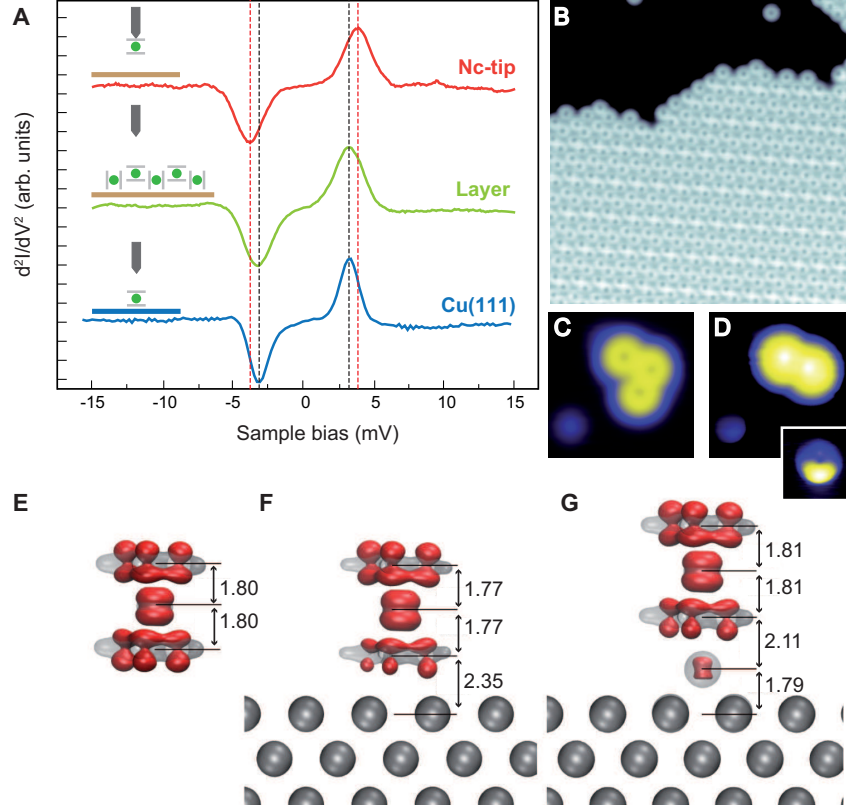 A
B
d²I/dV² (arb. units)
Nc-tip
Layer
Cu(111)
-15
-10
-5
0
5
10
15
Sample bias (mV)
C
D
E
F
G
1.80
1.80
1.77
1.77
2.35
1.81
1.81
2.11
1.79